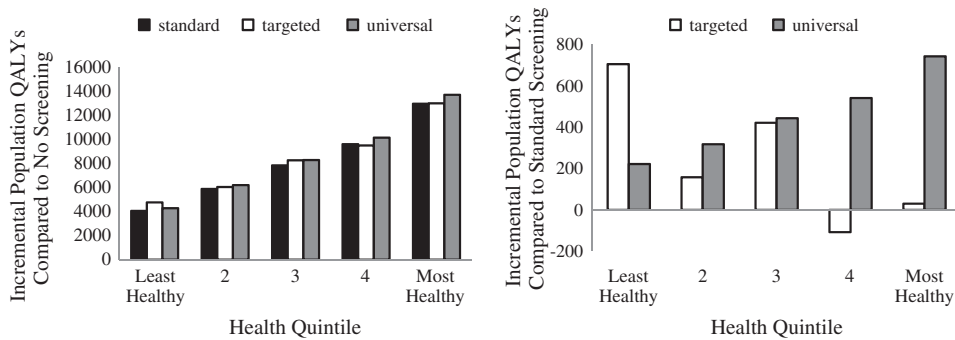 standard targeted universal
Incremental Population QALYs
Compared to No Screening
16000
14000
12000
10000
8000
6000
4000
2000
0
Least
Healthy
2
3
4
Most
Healthy
Health Quintile
targeted universal
Incremental Population QALYs
Compared to Standard Screening
800
600
400
200
0
-200
Least
Healthy
2
3
4
Most
Healthy
Health Quintile